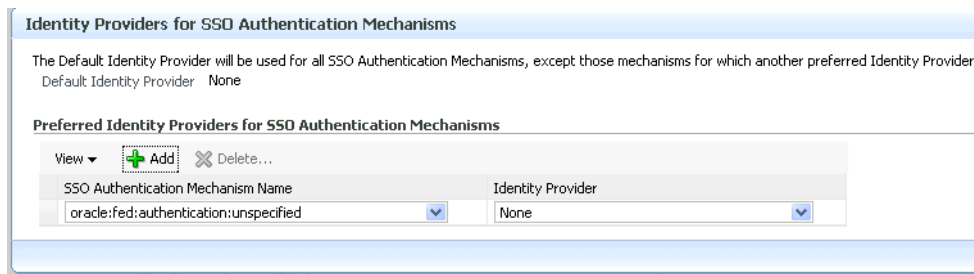 Identity Providers for SSO Authentication Mechanisms
The Default Identity Provider will be used for all SSO Authentication Mechanisms, except those mechanisms for which another preferred Identity Provider
Default Identity Provider None
Preferred Identity Providers for SSO Authentication Mechanisms
View Add Delete...
SSO Authentication Mechanism Name Identity Provider
oracle:fed:authentication:unspecified None